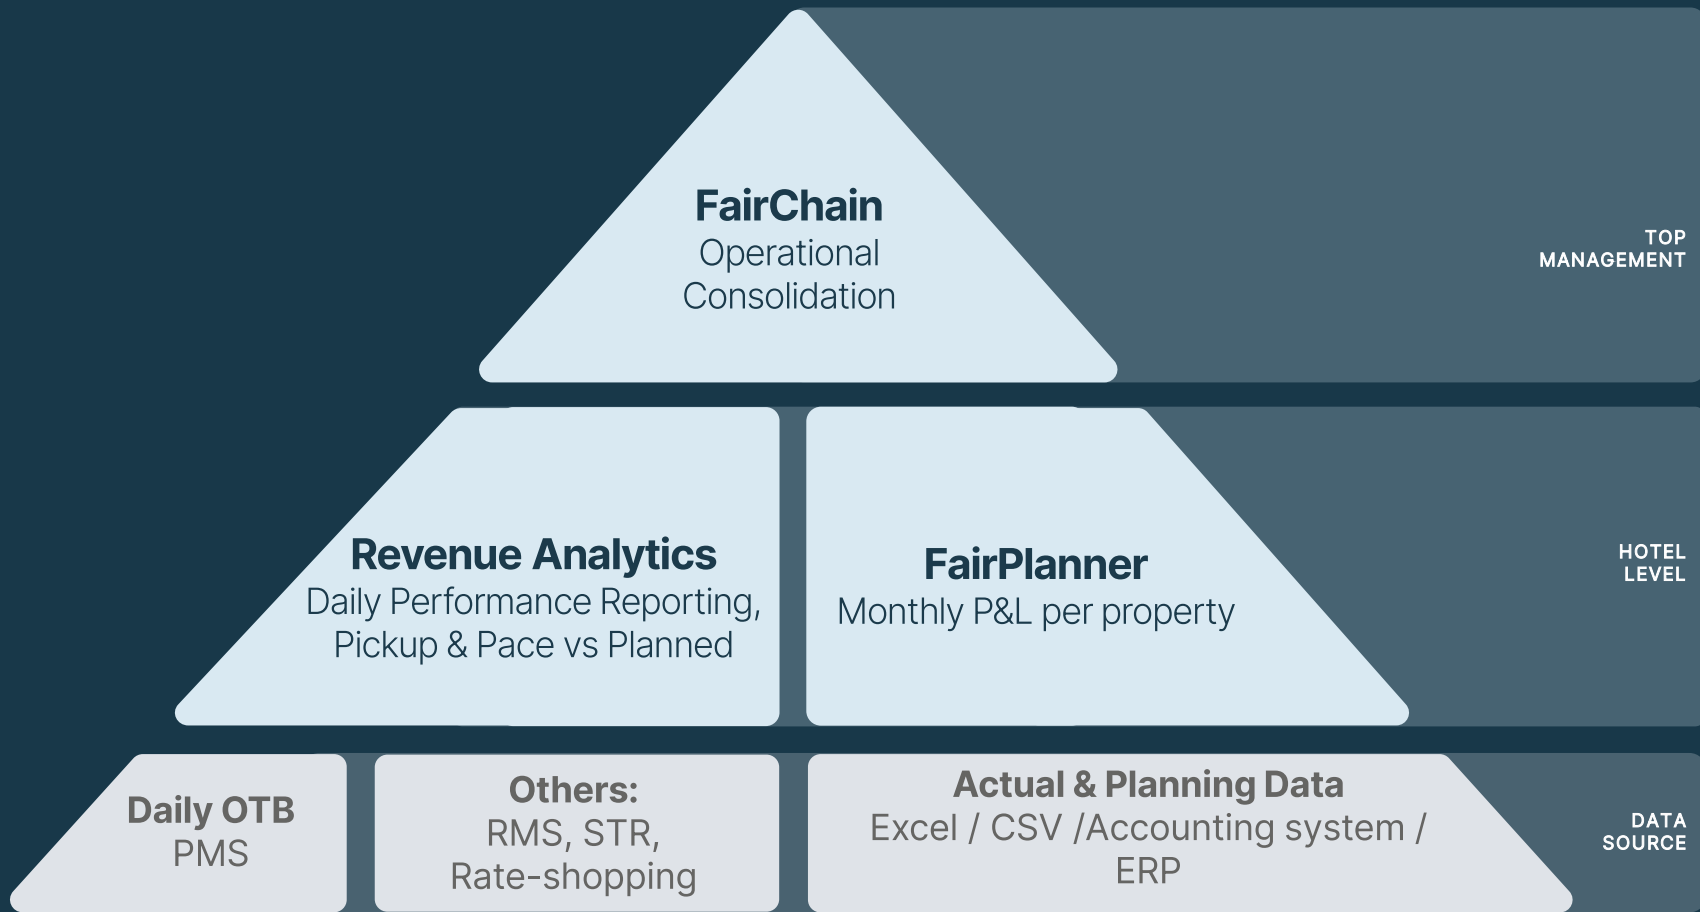 FairChain
Operational
Consolidation
TOP
MANAGEMENT
Revenue Analytics
Daily Performance Reporting,
Pickup & Pace vs Planned
FairPlanner
Monthly P&L per property
HOTEL
LEVEL
Daily OTB
PMS
Others:
RMS, STR,
Rate-shopping
Actual & Planning Data
Excel / CSV /Accounting system /
ERP
DATA
SOURCE